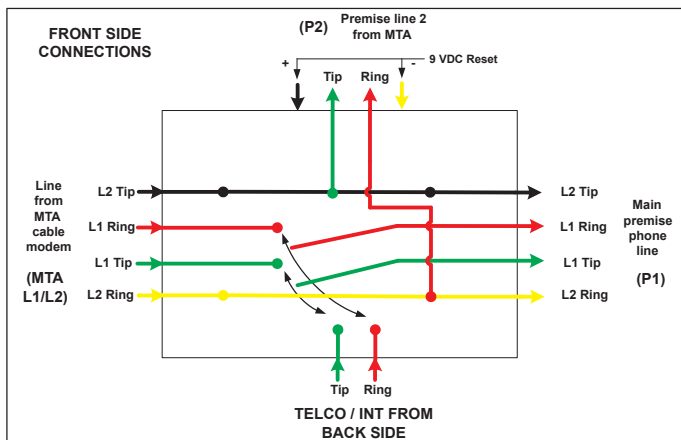 FRONT SIDE
CONNECTIONS
(P2)
Premise line 2
from MTA
+
-
9 VDC Reset
Tip
Ring
Line
from
MTA
cable
modem
(MTA
L1/L2)
L2 Tip
L1 Ring
L1 Tip
L2 Ring
L2 Tip
L1 Ring
L1 Tip
L2 Ring
Main
premise
phone
line
(P1)
Tip
Ring
TELCO / INT FROM
BACK SIDE